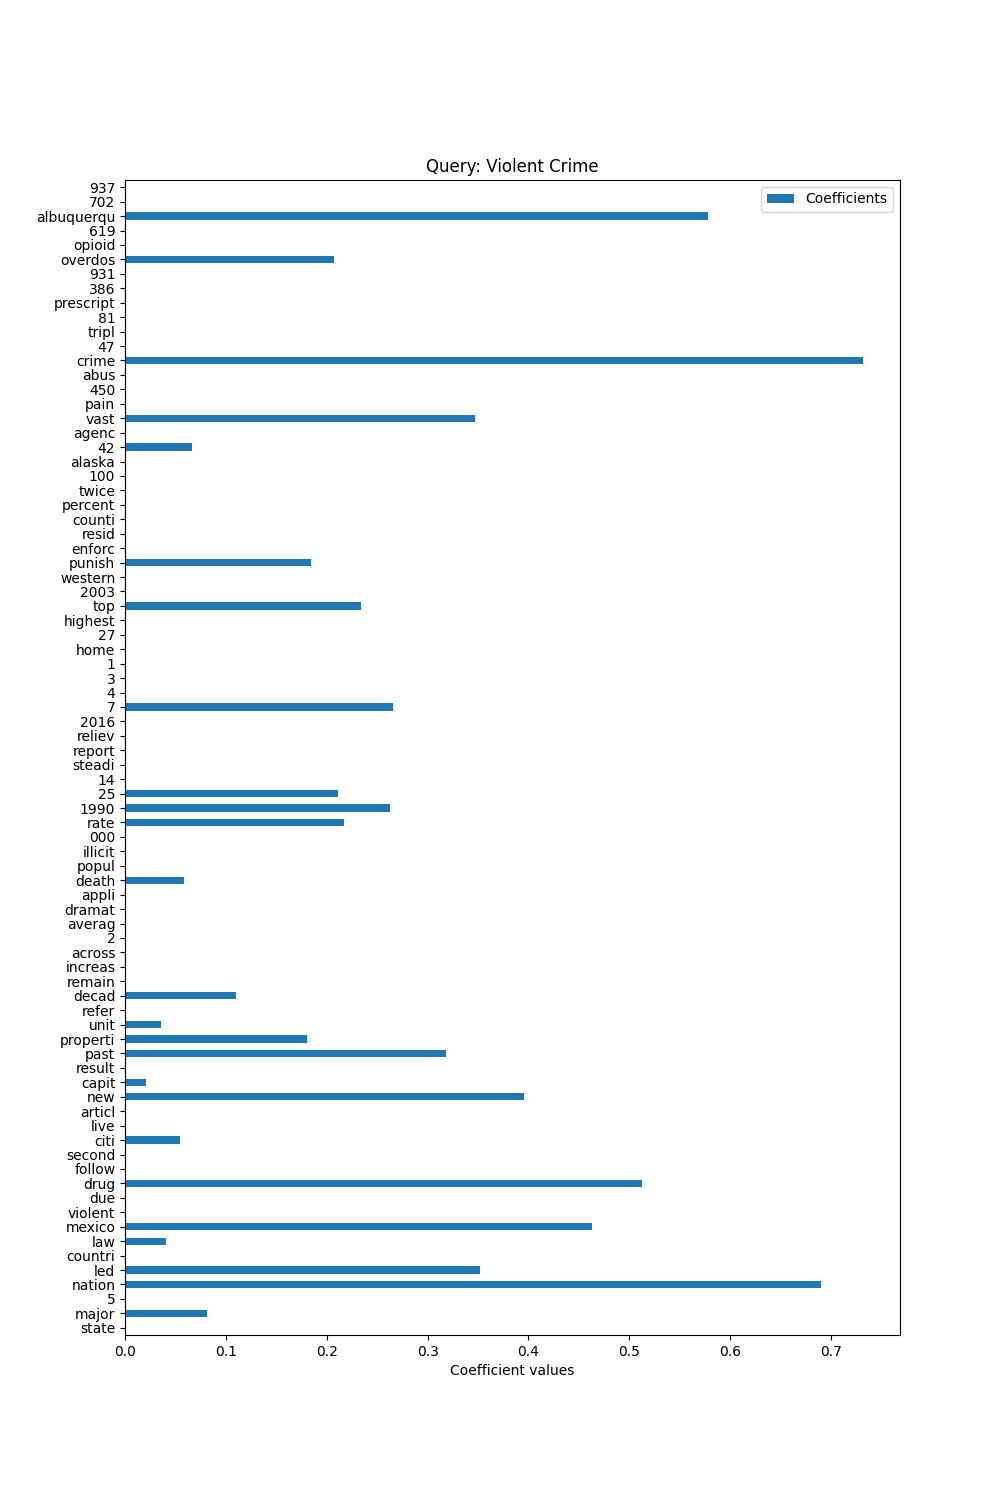 Query: Violent Crime
Coefficients
937
702
albuquerqu
619
opioid
overdos
931
386
prescript
81
tripl
47
crime
abus
450
pain
vast
agenc
42
alaska
100
twice
percent
counti
resid
enforc
punish
western
2003
top
highest
27
home
1
3
4
7
2016
reliev
report
steadi
14
25
1990
rate
000
illicit
popul
death
appli
dramat
averag
2
across
increas
remain
decad
refer
unit
properti
past
result
capit
new
articl
live
citi
second
follow
drug
due
violent
mexico
law
countri
led
nation
5
major
state
0.0 0.1 0.2 0.3 0.4 0.5 0.6 0.7
Coefficient values